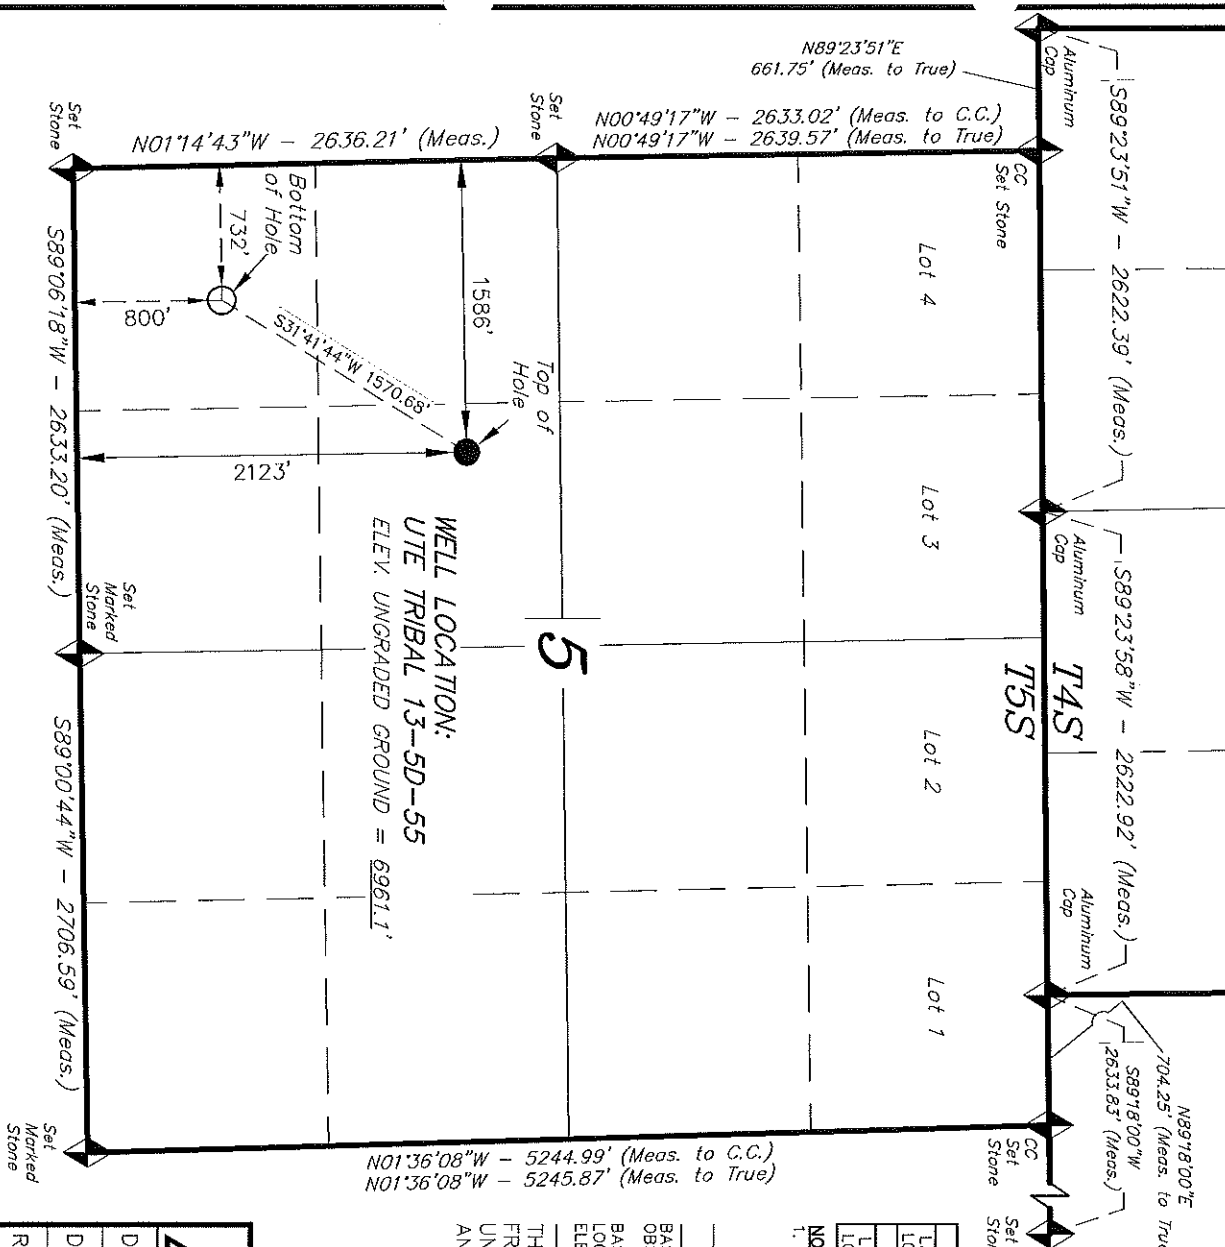 N89°23'51"E
661.75' (Meas. to True)
Aluminum
Cap
S89°23'51"W - 2622.39' (Meas.)
Aluminum
Cap
S89°23'58"W - 2622.92' (Meas.)
Aluminum
Cap
N89°18'00"E
704.25' (Meas. to True
S89°18'00"W
2633.83' (Meas.)
T4S
T5S
CC
Set Stone
CC
Set
Stone
Set
N00°49'17"W - 2633.02' (Meas. to C.C.)
N00°49'17"W - 2639.57' (Meas. to True)
Lot 4
Lot 3
Lot 2
Lot 1
Set
Stone
5
N01°14'43"W - 2636.21' (Meas.)
1586'
Top of
Hole
732'
Bottom
of Hole
800'
S31°41'44"W 1570.68'
2123'
WELL LOCATION:
UTE TRIBAL 13-5D-55
ELEV. UNGRADED GROUND = 6961.1'
Set
Stone
S89°06'18"W - 2633.20' (Meas.)
Set
Marked
Stone
S89°00'44"W - 2706.59' (Meas.)
Set
Marked
Stone
N01°36'08"W - 5244.99' (Meas. to C.C.)
N01°36'08"W - 5245.87' (Meas. to True)
1.